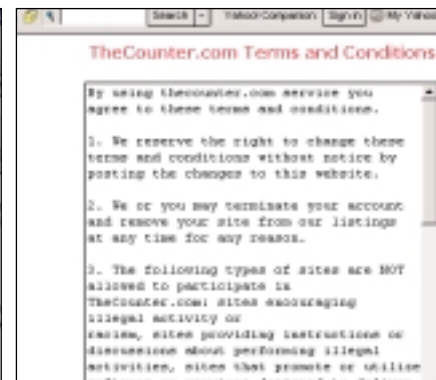 Search Yahoo! Companion Sign in My Yahoo
TheCounter.com Terms and Conditions
By using thecounter.com service you
agree to these terms and conditions.
1. We reserve the right to change these
terms and conditions without notice by
posting the changes to this website.
2. We or you may terminate your account
and remove your site from our listings
at any time for any reason.
3. The following types of sites are NOT
allowed to participate in
TheCounter.com: sites encouraging
illegal activity or
racism, sites providing instructions or
discussions about performing illegal
activities, sites that promote or utilize